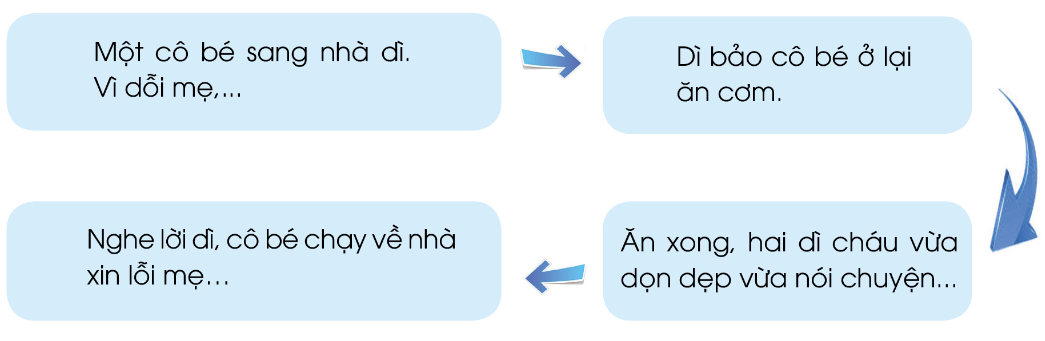 Một cô bé sang nhà dì.
Vì dỗi mẹ,...
Dì bảo cô bé ở lại
ăn cơm.
Ăn xong, hai dì cháu vừa
dọn dẹp vừa nói chuyện...
Nghe lời dì, cô bé chạy về nhà
xin lỗi mẹ...